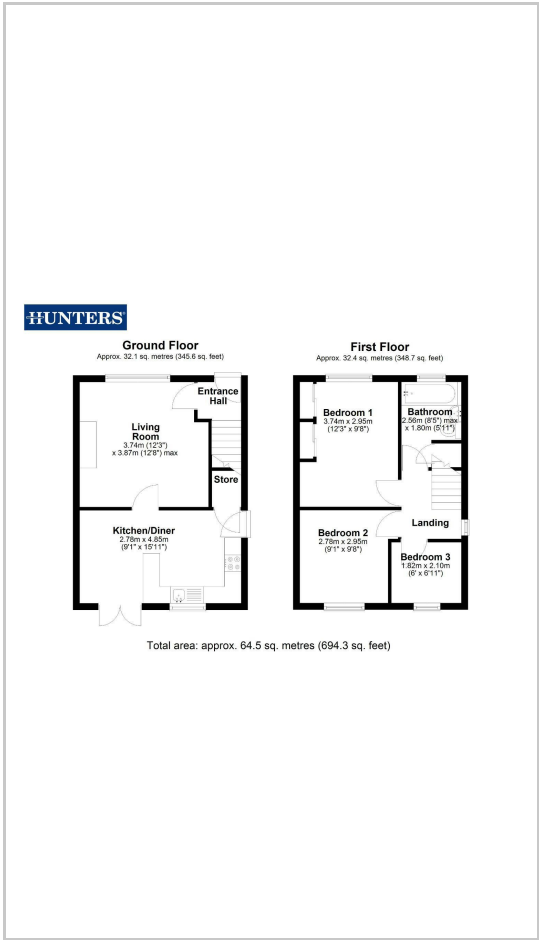 HUNTERS
Ground Floor
Approx. 32.1 sq. metres (345.6 sq. feet)
Entrance
Hall
Living
Room
3.74m (12'3")
x 3.87m (12'8") max
Store
Kitchen/Diner
2.78m x 4.85m
(9'1" x 15'11")
First Floor
Approx. 32.4 sq. metres (348.7 sq. feet)
Bedroom 1
3.74m x 2.95m
(12'3" x 9'8")
Bathroom
2.56m (8'5") max
x 1.80m (5'11")
Landing
Bedroom 2
2.78m x 2.95m
(9'1" x 9'8")
Bedroom 3
1.82m x 2.10m
(6' x 6'11")
Total area: approx. 64.5 sq. metres (694.3 sq. feet)